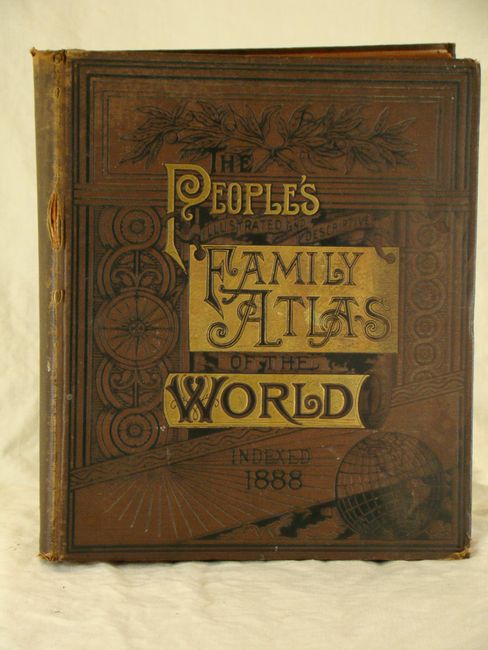 THE
PEOPLE'S
ILLUSTRATED AND DESCRIPTIVE
FAMILY
ATLAS
OF THE
WORLD
INDEXED
1888